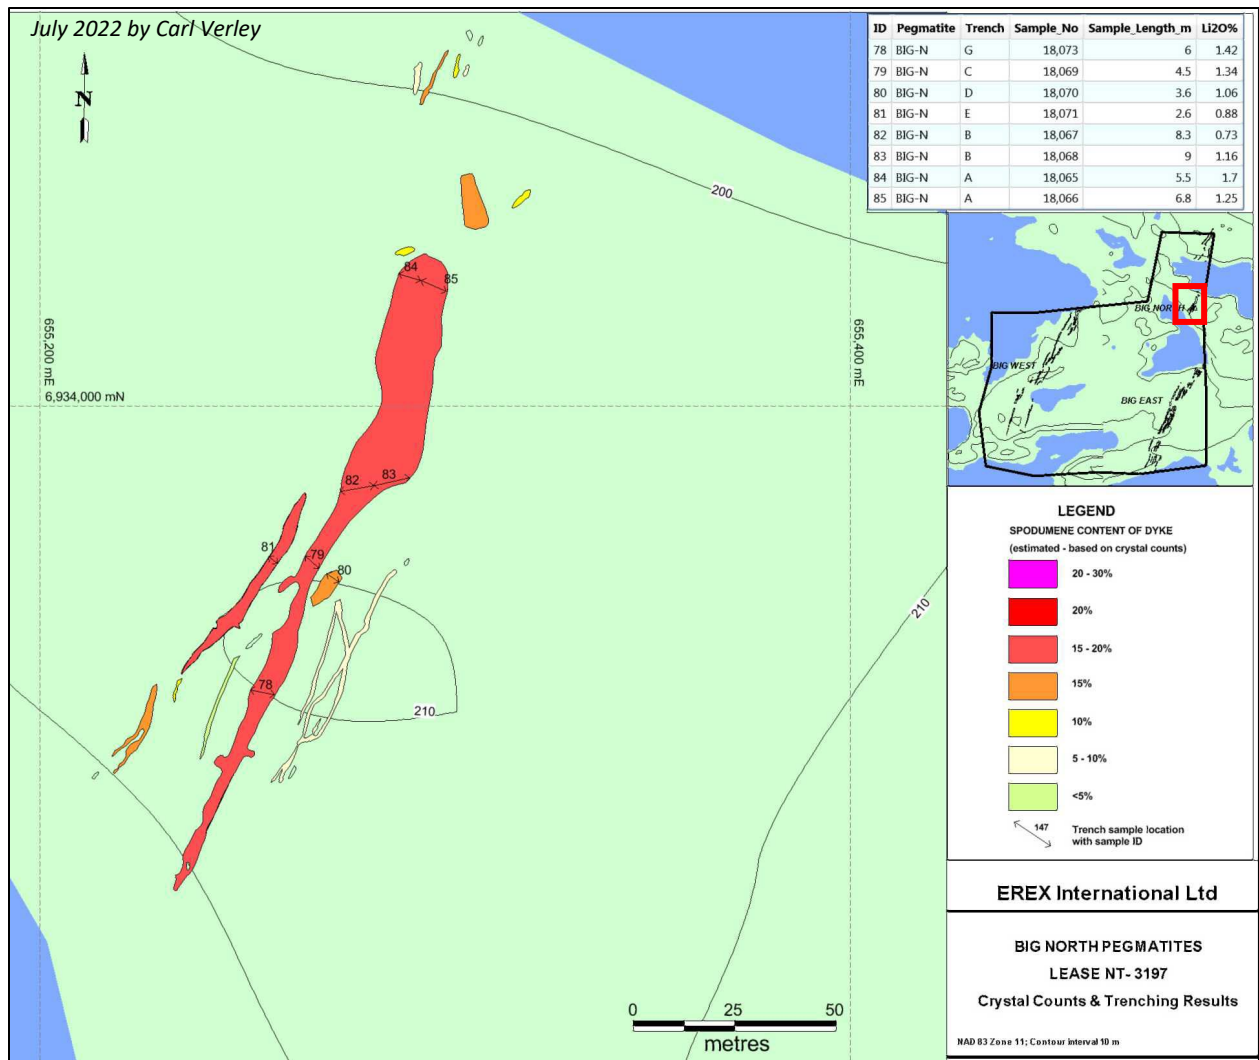 July 2022 by Carl Verley
N
ID Pegmatite Trench Sample_No Sample_Length_m Li2O%
78 BIG-N G 18,073 6 1.42
79 BIG-N C 18,069 4.5 1.34
80 BIG-N D 18,070 3.6 1.06
81 BIG-N E 18,071 2.6 0.88
82 BIG-N B 18,067 8.3 0.73
83 BIG-N B 18,068 9 1.16
84 BIG-N A 18,065 5.5 1.7
85 BIG-N A 18,066 6.8 1.25
200
84
85
655,200 mE
655,400 mE
6,934,000 mN
82 83
81
79
80
78
210
210
0 25 50
metres
BIG NORTH
BIG WEST
BIG EAST
LEGEND
SPODUMENE CONTENT OF DYKE
(estimated - based on crystal counts)
20 - 30%
20%
15 - 20%
15%
10%
5 - 10%
<5%
147 Trench sample location
with sample ID
EREX International Ltd
BIG NORTH PEGMATITES
LEASE NT- 3197
Crystal Counts & Trenching Results
NAD 83 Zone 11; Contour interval 10 m